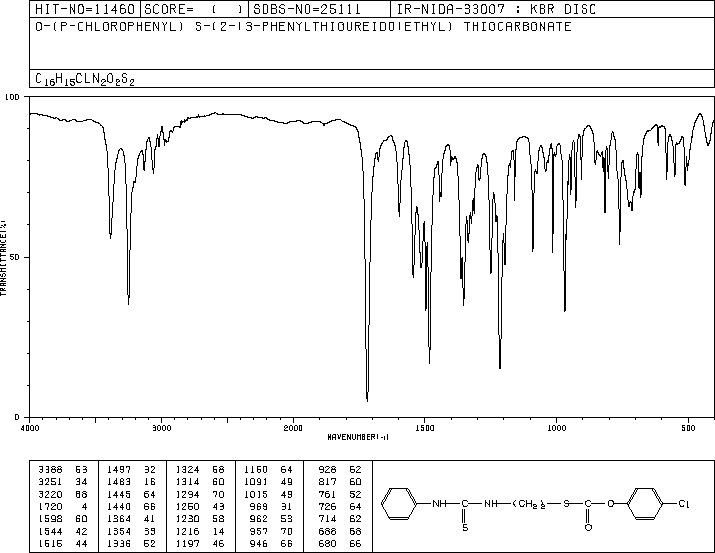 HIT-NO=11460 SCORE= ( ) SDBS-NO=25111 IR-NIDA-33007 : KBR DISC
O-(P-CHLOROPHENYL) S-(2-(3-PHENYLTHIOUREIDO)ETHYL) THIOCARBONATE
C16H15CLN2O2S2
100
50
0
TRANSMITTANCE(%)
4000 3000 2000 1500 1000 500
WAVENUMBER(-1)
3388 53 1497 32 1324 58 1160 64 928 62
3251 34 1483 16 1314 60 1091 49 817 60
3220 68 1445 64 1294 70 1015 49 761 52
1720 4 1440 66 1250 43 969 31 726 64
1598 60 1364 41 1230 58 962 53 714 62
1544 42 1354 33 1216 14 957 70 688 68
1515 44 1336 52 1197 46 946 66 680 66
NH C NH (CH2)2 S C O Cl
S O